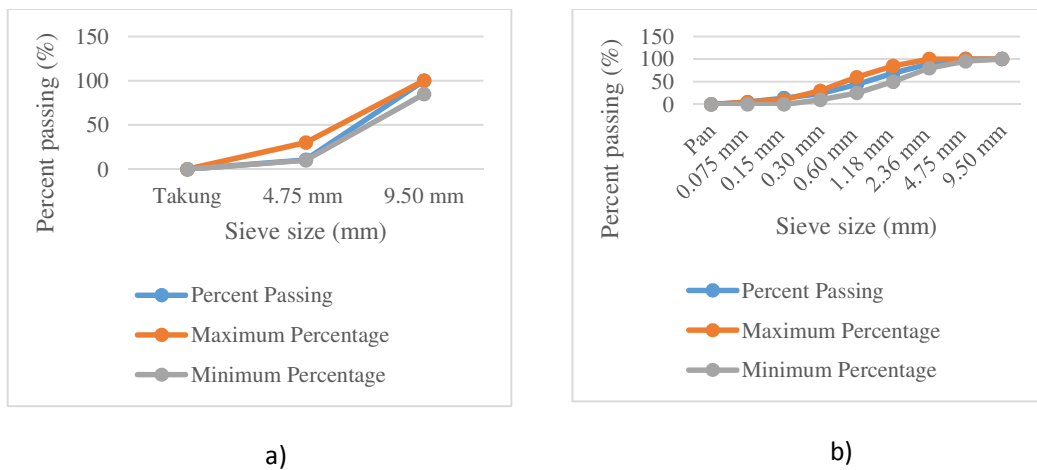 Percent passing (%)
150
100
50
0
Takung
4.75 mm
9.50 mm
Sieve size (mm)
Percent Passing
Maximum Percentage
Minimum Percentage
a)
Percent passing (%)
150
100
50
0
Pan
0.075 mm
0.15 mm
0.30 mm
0.60 mm
1.18 mm
2.36 mm
4.75 mm
9.50 mm
Sieve size (mm)
Percent Passing
Maximum Percentage
Minimum Percentage
b)